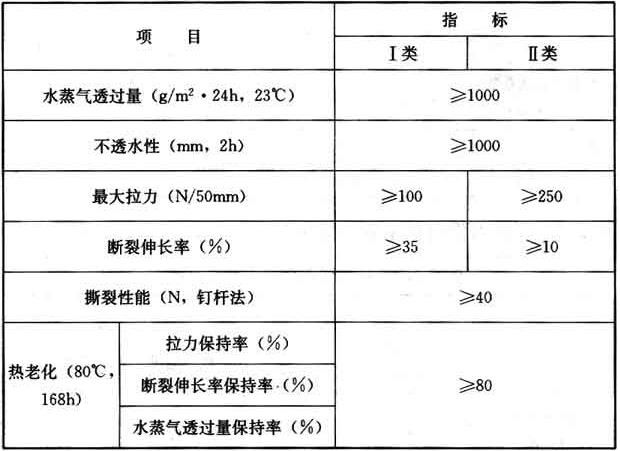 项 目
指 标
Ⅰ类
Ⅱ类
水蒸气透过量（g/m²·24h，23℃）
≥1000
不透水性（mm，2h）
≥1000
最大拉力（N/50mm）
≥100
≥250
断裂伸长率（%）
≥35
≥10
撕裂性能（N，钉杆法）
≥40
热老化（80℃，
168h）
拉力保持率（%）
断裂伸长率保持率（%）
水蒸气透过量保持率（%）
≥80